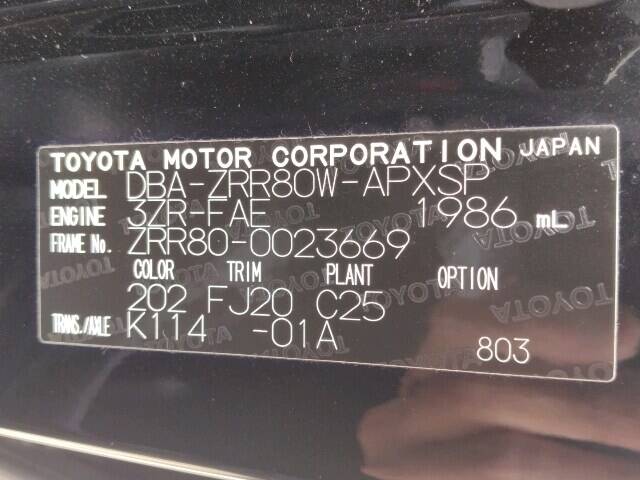 TOYOTA MOTOR CORPORATION JAPAN
MODEL DBA-ZRR80W-APXSP
ENGINE 3ZR-FAE 1986 mL
FRAME No. ZRR80-0023669
COLOR TRIM PLANT OPTION
202 FJ20 C25
TRANS./AXLE K114 -01A 803